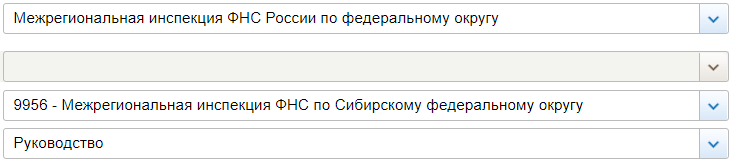 Межрегиональная инспекция ФНС России по федеральному округу
9956 - Межрегиональная инспекция ФНС по Сибирскому федеральному округу
Руководство